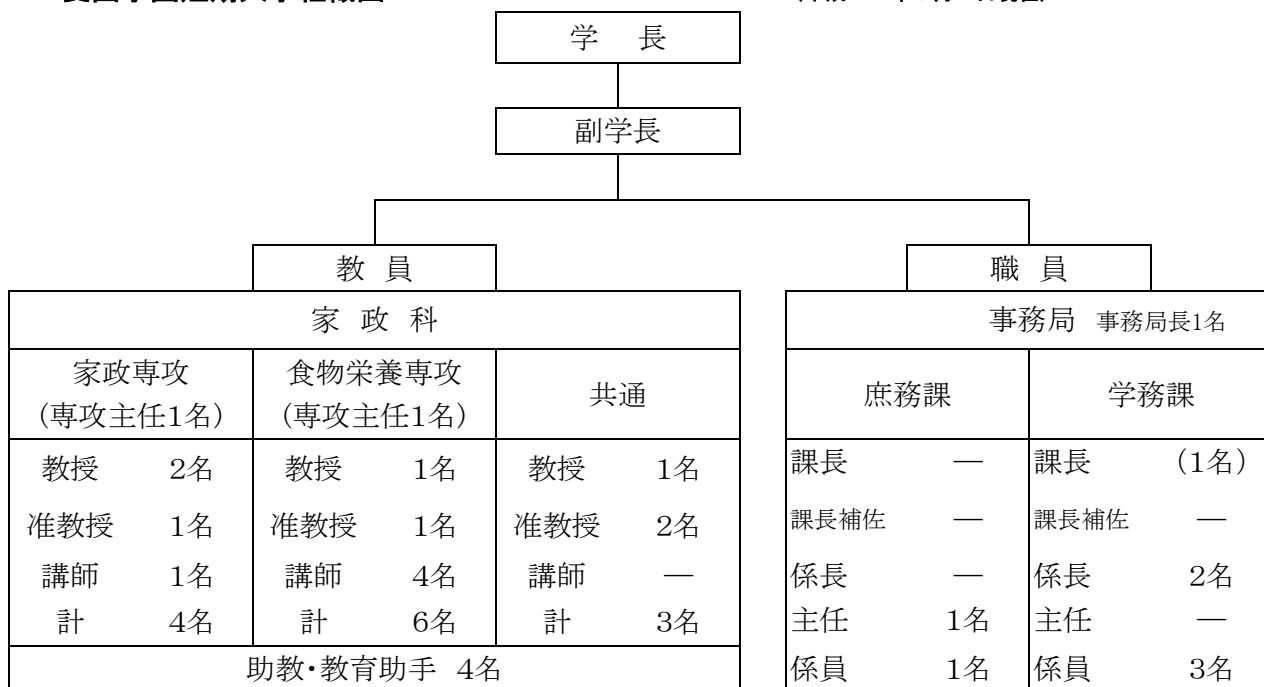 学 長
副学長
教 員
家 政 科
家政専攻
(専攻主任1名)
食物栄養専攻
(専攻主任1名)
共通
教授 2名 教授 1名 教授 1名
准教授 1名 准教授 1名 准教授 2名
講師 1名 講師 4名 講師 —
計 4名 計 6名 計 3名
助教・教育助手 4名
職 員
事務局 事務局長1名
庶務課 学務課
課長 — 課長 (1名)
課長補佐 — 課長補佐 —
係長 — 係長 2名
主任 1名 主任 —
係員 1名 係員 3名